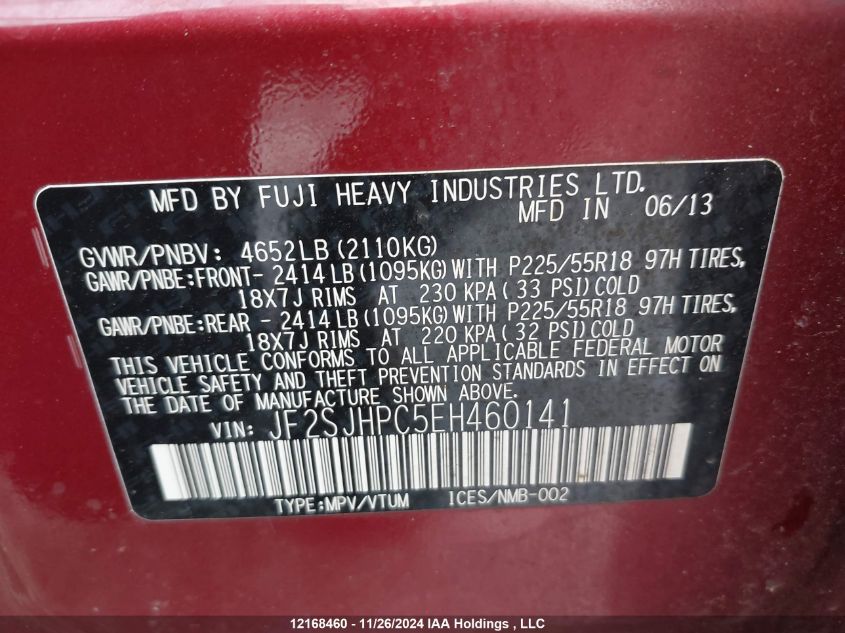 MFD BY FUJI HEAVY INDUSTRIES LTD.
MFD IN 06/13
GVWR/PNBV: 4652LB (2110KG)
GAWR/PNBE:FRONT- 2414 LB (1095KG) WITH P225/55R18 97H TIRES,
18X7J RIMS AT 230 KPA ( 33 PSI) COLD
GAWR/PNBE:REAR - 2414 LB (1095KG) WITH P225/55R18 97H TIRES,
18X7J RIMS AT 220 KPA ( 32 PSI) COLD
THIS VEHICLE CONFORMS TO ALL APPLICABLE FEDERAL MOTOR
VEHICLE SAFETY AND THEFT PREVENTION STANDARDS IN EFFECT ON
THE DATE OF MANUFACTURE SHOWN ABOVE.
VIN: JF2SJHPC5EH460141
TYPE:MPV/VTUM ICES/NMB-002
12168460 - 11/26/2024 IAA Holdings , LLC